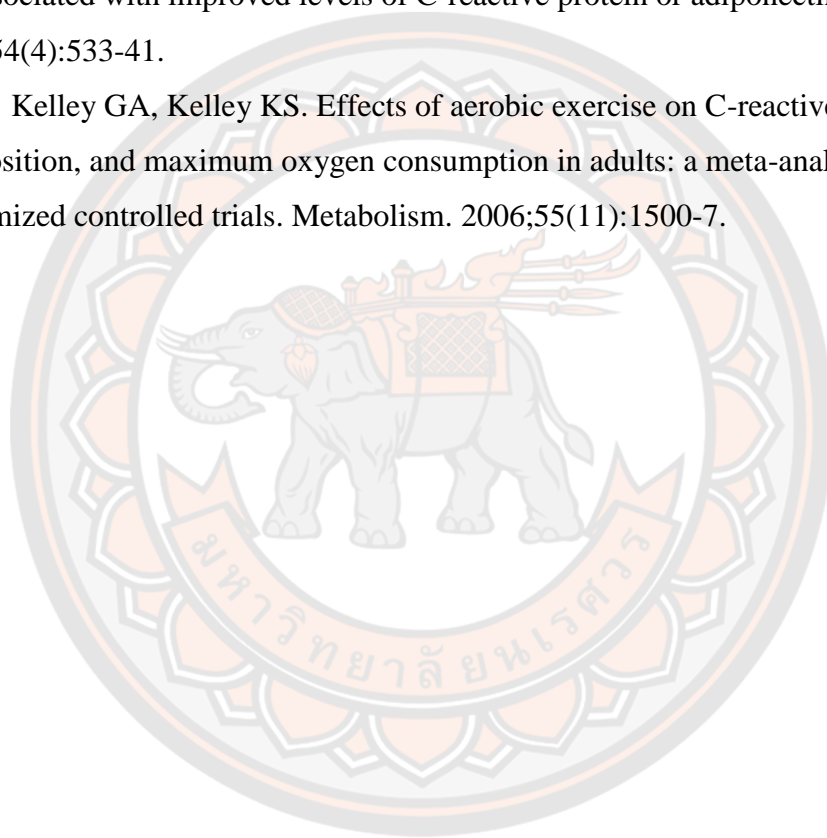 sociated with improved levels of C-reactive protein or adiponectin
54(4):533-41.
Kelley GA, Kelley KS. Effects of aerobic exercise on C-reactive
osition, and maximum oxygen consumption in adults: a meta-anal
mized controlled trials. Metabolism. 2006;55(11):1500-7.
มหาวิทยาลัยนเรศวร